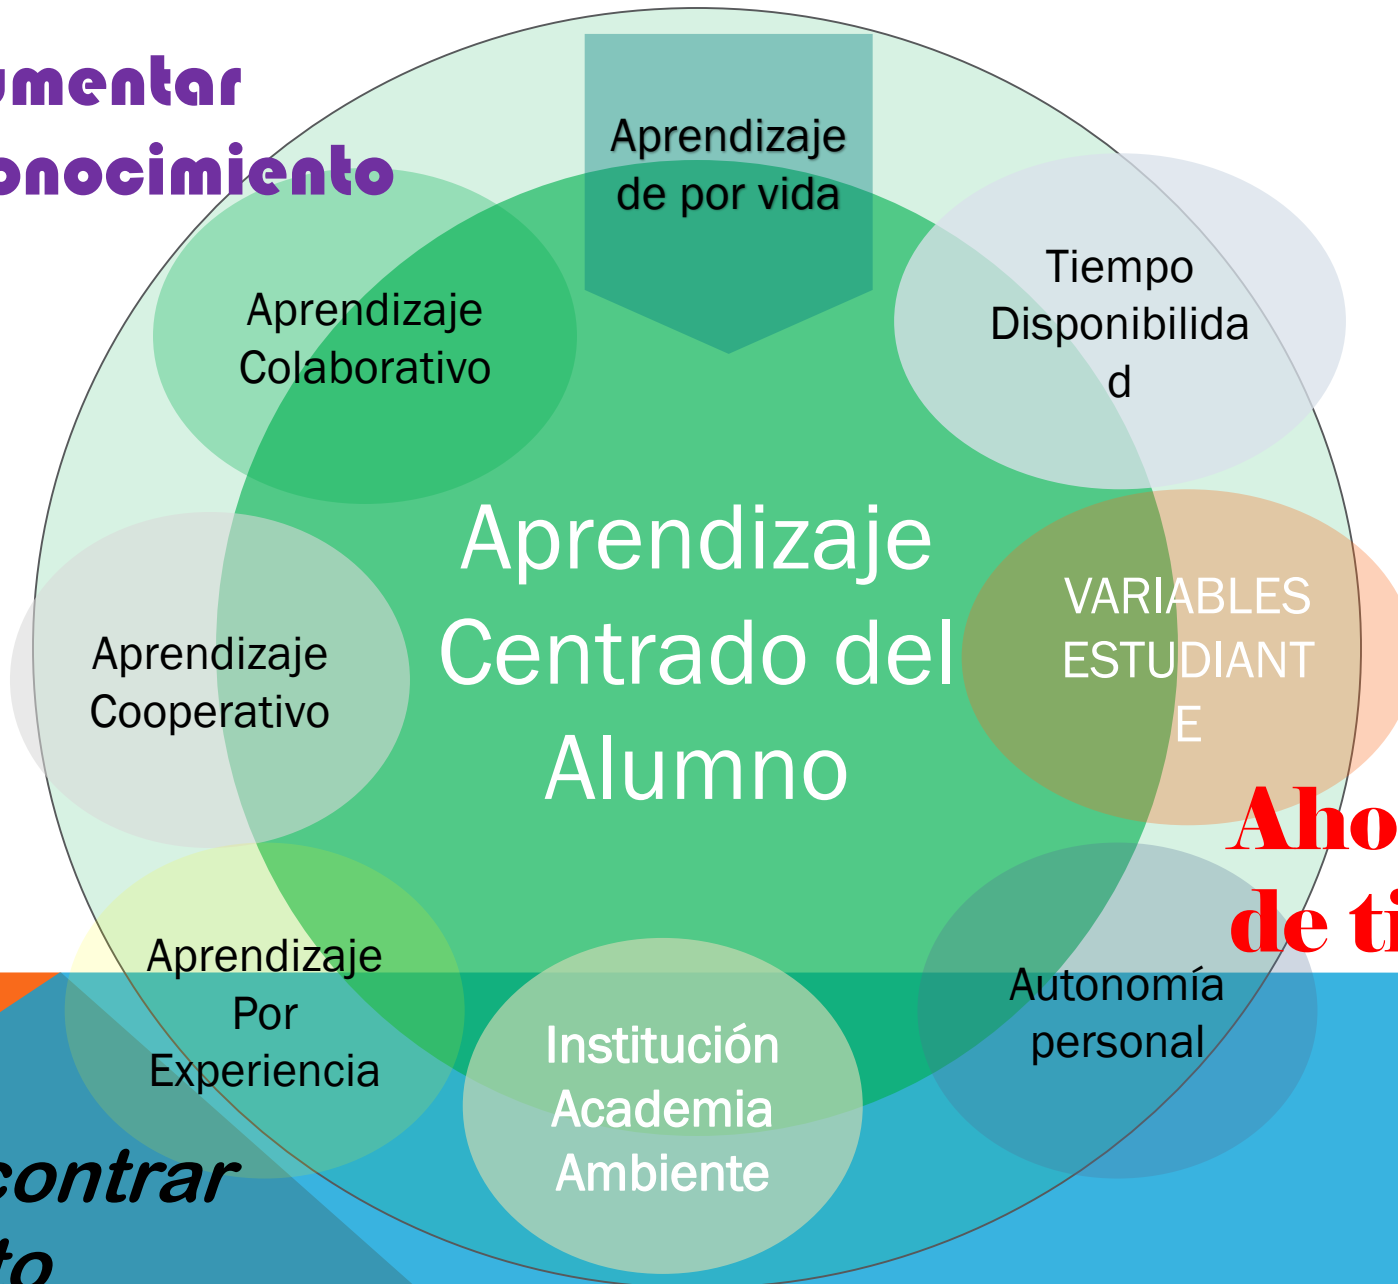 umentar
onocimiento
Aprendizaje
de por vida
Tiempo
Disponibilida
d
Aprendizaje
Colaborativo
Aprendizaje
Centrado del
Alumno
VARIABLES
ESTUDIANT
E
Aprendizaje
Cooperativo
Aho
de ti
Aprendizaje
Por
Experiencia
Autonomía
personal
Institución
Academia
Ambiente
contrar
to